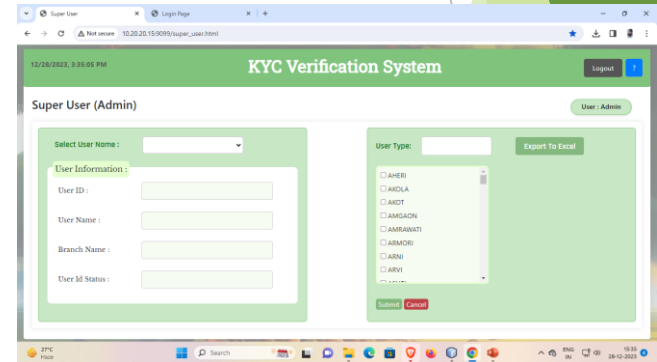 Super User
Login Page
Not secure 10.20.20.15:9099/super_user.html
12/28/2023, 3:35:05 PM
KYC Verification System
Logout
?
Super User (Admin)
User : Admin
Select User Name :
User Information :
User ID :
User Name :
Branch Name :
User Id Status :
User Type:
Export To Excel
AHERI
AKOLA
AKOT
AMGAON
AMRAWATI
ARMORI
ARNI
ARVI
Submit Cancel
27°C
Haze
Search
ENG
IN
15:35
28-12-2023